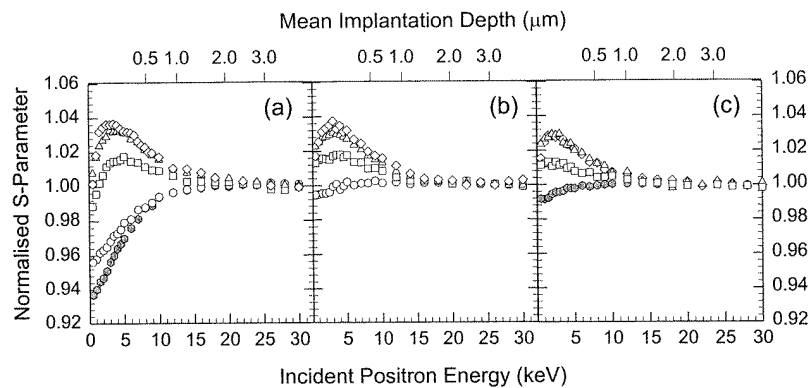 Mean Implantation Depth (μm)
0.5 1.0 2.0 3.0 0.5 1.0 2.0 3.0 0.5 1.0 2.0 3.0
Normalised S-Parameter
1.06 1.06
1.04 1.04
1.02 1.02
1.00 1.00
0.98 0.98
0.96 0.96
0.94 0.94
0.92 0.92
(a) (b) (c)
0 5 10 15 20 25 30 5 10 15 20 25 30 5 10 15 20 25 30
Incident Positron Energy (keV)